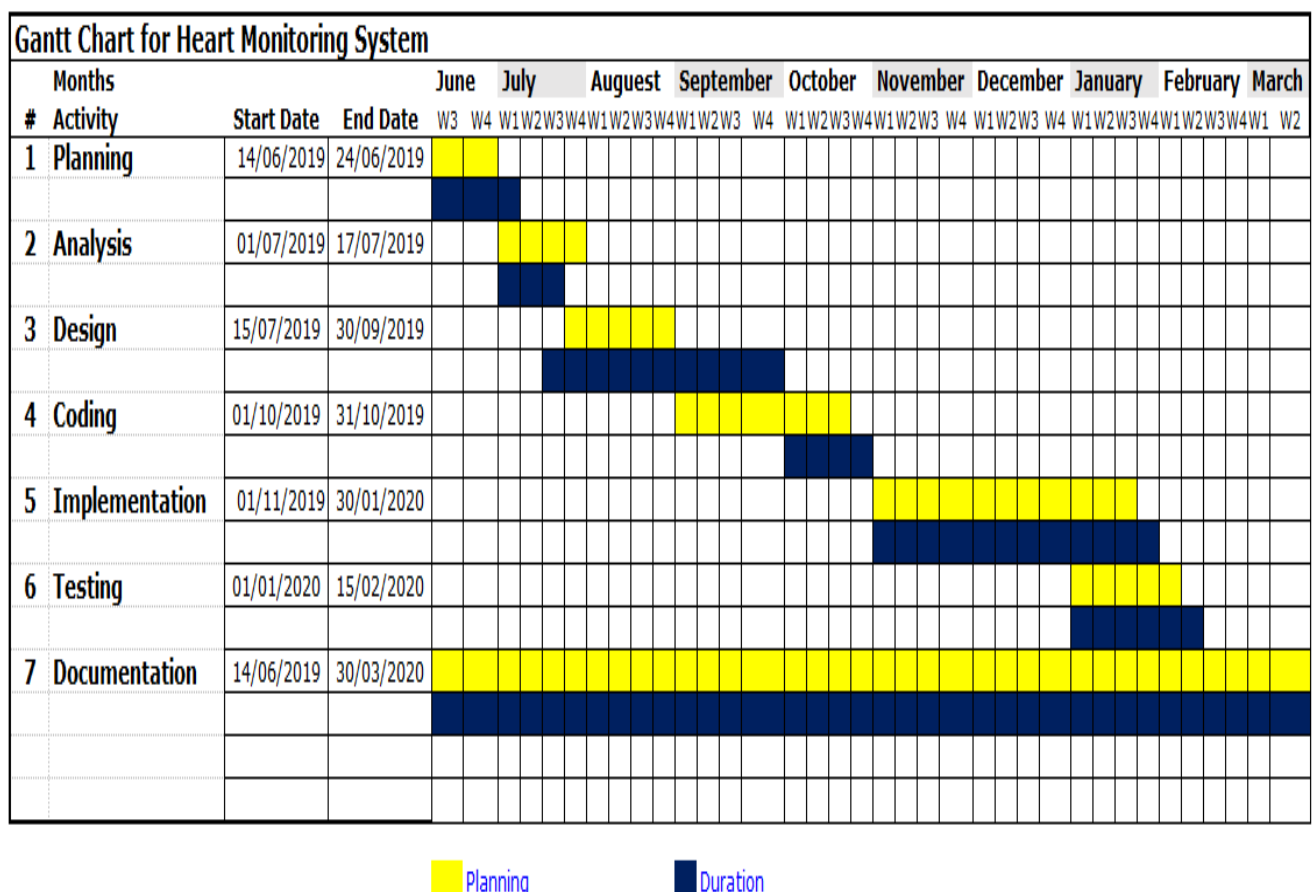 Gantt Chart for Heart Monitoring System
Months June July Auguest September October November December January February March
# Activity Start Date End Date W3 W4 W1 W2 W3 W4 W1 W2 W3 W4 W1 W2 W3 W4 W1 W2 W3 W4 W1 W2 W3 W4 W1 W2 W3 W4 W1 W2 W3 W4 W1 W2 W3 W4 W1 W2
1 Planning 14/06/2019 24/06/2019
2 Analysis 01/07/2019 17/07/2019
3 Design 15/07/2019 30/09/2019
4 Coding 01/10/2019 31/10/2019
5 Implementation 01/11/2019 30/01/2020
6 Testing 01/01/2020 15/02/2020
7 Documentation 14/06/2019 30/03/2020
Planning Duration